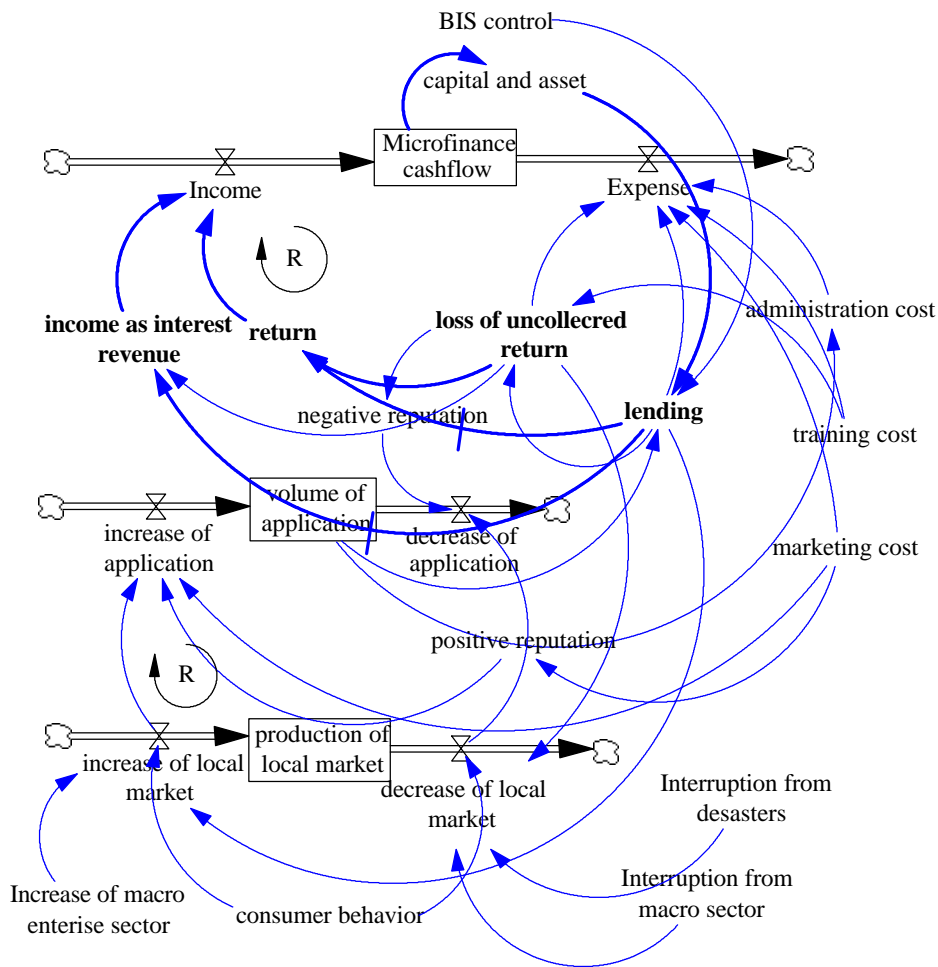 BIS control
capital and asset
Microfinance
cashflow
Income
Expense
R
administration cost
income as interest
revenue
return
loss of uncollecred
return
negative reputation
lending
training cost
volume of
application
increase of
application
decrease of
application
marketing cost
positive reputation
R
production of
local market
increase of local
market
decrease of local
market
Interruption from
desasters
Increase of macro
enterise sector
consumer behavior
Interruption from
macro sector